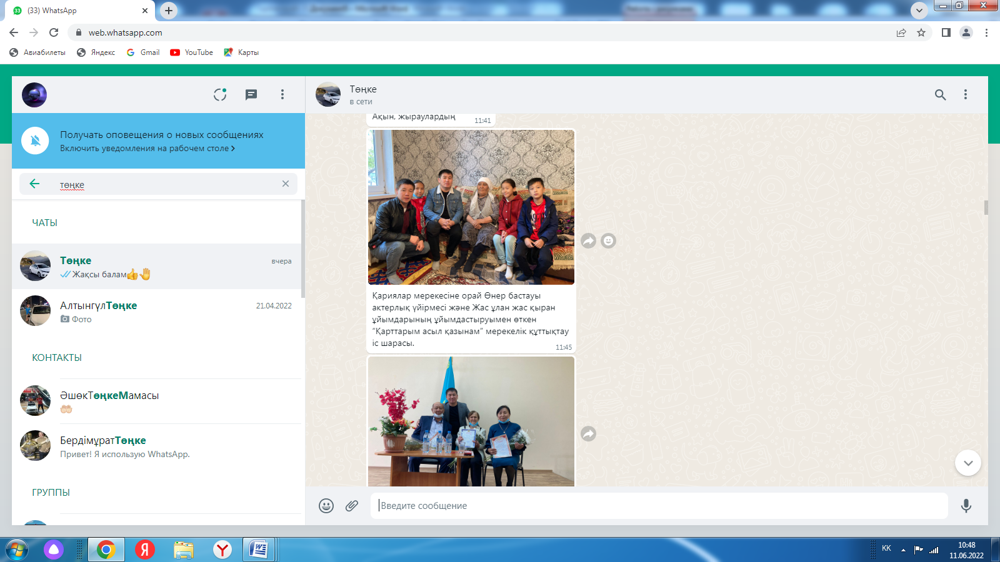 (33) WhatsApp
web.whatsapp.com
Авиабилеты
Яндекс
Gmail
YouTube
Карты
Получать оповещения о новых сообщениях
Включить уведомления на рабочем столе
төңке
ЧАТЫ
Төңке
вчера
Жақсы балам
АлтынгүлТөңке
21.04.2022
Фото
КОНТАКТЫ
ӘшөкТөңкеМамасы
БердімұратТөңке
Привет! Я использую WhatsApp.
ГРУППЫ
Төңке
в сети
Ақын, жыраулардың
11:41
Қариялар мерекесіне орай Өнер бастауы
актерлық үйірмесі және Жас ұлан жас қыран
ұйымдарының ұйымдастыруымен өткен
“Қарттарым асыл қазынам” мерекелік құттықтау
іс шарасы.
11:45
Введите сообщение
KK
10:48
11.06.2022